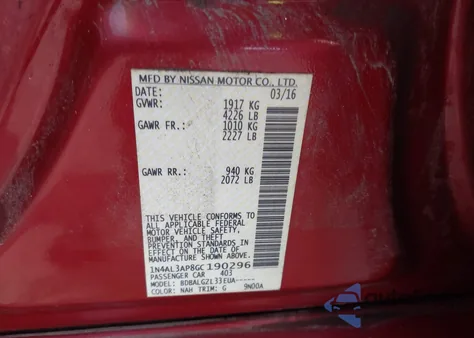 MFD BY NISSAN MOTOR CO., LTD.
DATE: 03/16
GVWR: 1917 KG
4226 LB
GAWR FR.: 1010 KG
2227 LB
GAWR RR.: 940 KG
2072 LB
THIS VEHICLE CONFORMS TO
ALL APPLICABLE FEDERAL
MOTOR VEHICLE SAFETY,
BUMPER, AND THEFT
PREVENTION STANDARDS IN
EFFECT ON THE DATE OF
MANUFACTURE SHOWN ABOVE.
1N4AL3AP8GC190296
PASSENGER CAR 403
MODEL: BDBALG2L33EUA-----
COLOR: NAH TRIM: G 9N00A